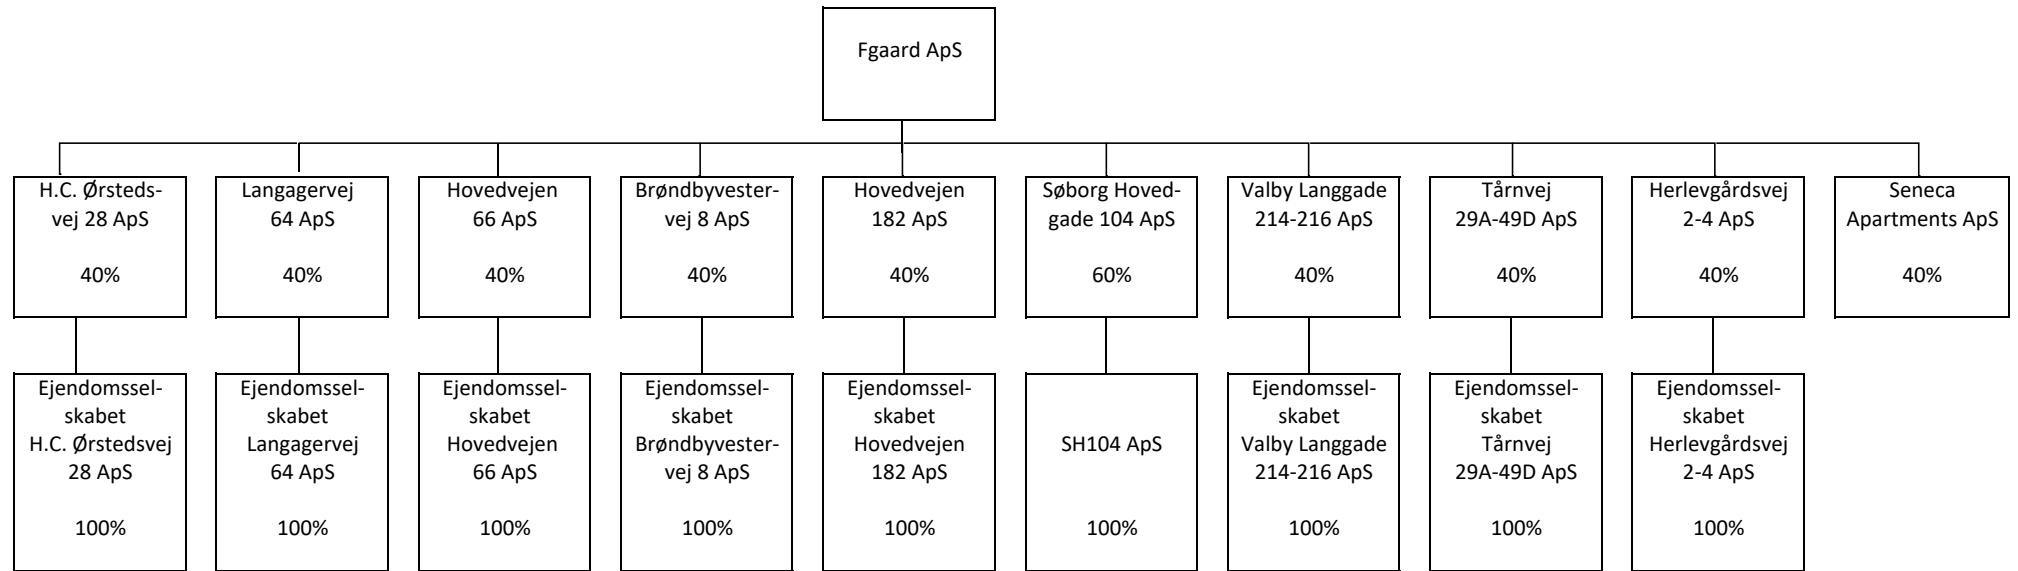 Fgaard ApS
H.C. Ørsteds-
vej 28 ApS
40%
Langagervej
64 ApS
40%
Hovedvejen
66 ApS
40%
Brøndbyvester-
vej 8 ApS
40%
Hovedvejen
182 ApS
40%
Søborg Hoved-
gade 104 ApS
60%
Valby Langgade
214-216 ApS
40%
Tårnvej
29A-49D ApS
40%
Herlevgårdsvej
2-4 ApS
40%
Seneca
Apartments ApS
40%
Ejendomssel-
skabet
H.C. Ørstedsvej
28 ApS
100%
Ejendomssel-
skabet
Langagervej
64 ApS
100%
Ejendomssel-
skabet
Hovedvejen
66 ApS
100%
Ejendomssel-
skabet
Brøndbyvester-
vej 8 ApS
100%
Ejendomssel-
skabet
Hovedvejen
182 ApS
100%
SH104 ApS
100%
Ejendomssel-
skabet
Valby Langgade
214-216 ApS
100%
Ejendomssel-
skabet
Tårnvej
29A-49D ApS
100%
Ejendomssel-
skabet
Herlevgårdsvej
2-4 ApS
100%